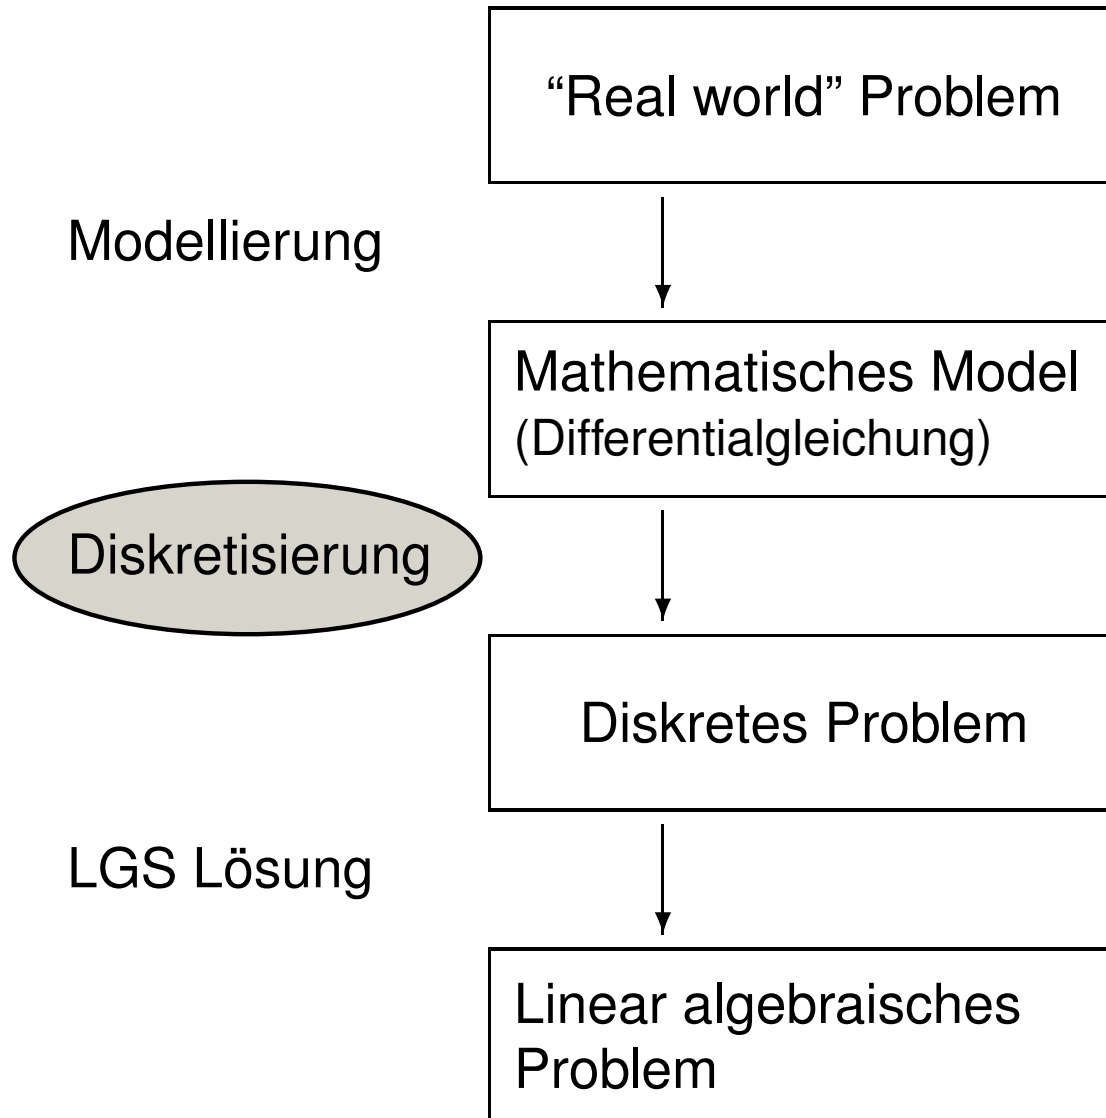 “Real world” Problem
Modellierung
Mathematisches Model
(Differentialgleichung)
Diskretisierung
Diskretes Problem
LGS Lösung
Linear algebraisches
Problem